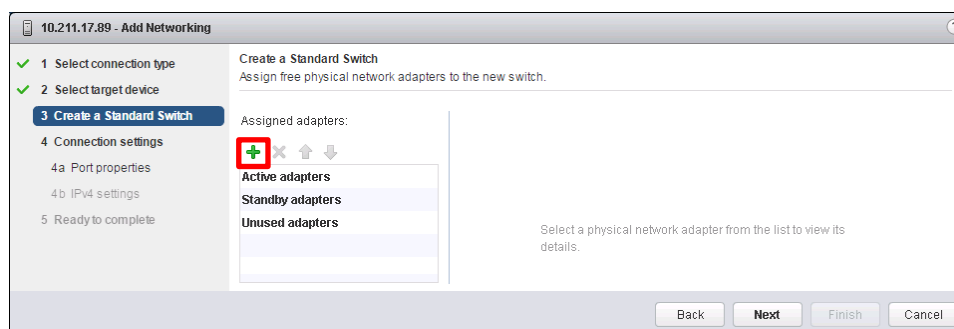 10.211.17.89 - Add Networking
1 Select connection type
2 Select target device
3 Create a Standard Switch
4 Connection settings
4a Port properties
4b IPv4 settings
5 Ready to complete
Create a Standard Switch
Assign free physical network adapters to the new switch.
Assigned adapters:
Active adapters
Standby adapters
Unused adapters
Select a physical network adapter from the list to view its
details.
Back
Next
Finish
Cancel